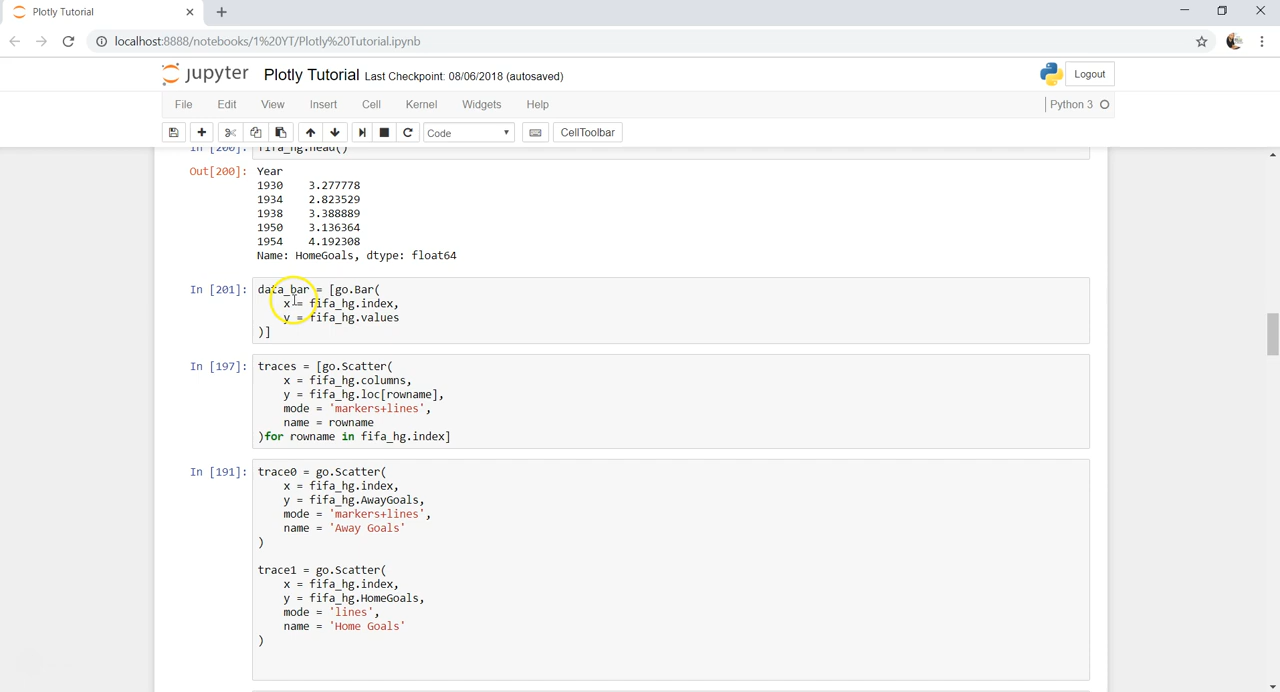 Plotly Tutorial
localhost:8888/notebooks/1%20YT/Plotly%20Tutorial.ipynb
jupyter Plotly Tutorial Last Checkpoint: 08/06/2018 (autosaved)
Logout
File Edit View Insert Cell Kernel Widgets Help
Python 3
Code
CellToolbar
In [200]: fifa_hg.head()
Out[200]: Year
1930 3.277778
1934 2.823529
1938 3.388889
1950 3.136364
1954 4.192308
Name: HomeGoals, dtype: float64
In [201]: data_bar = [go.Bar(
x = fifa_hg.index,
y = fifa_hg.values
)]
In [197]: traces = [go.Scatter(
x = fifa_hg.columns,
y = fifa_hg.loc[rowname],
mode = 'markers+lines',
name = rowname
)for rowname in fifa_hg.index]
In [191]: trace0 = go.Scatter(
x = fifa_hg.index,
y = fifa_hg.AwayGoals,
mode = 'markers+lines',
name = 'Away Goals'
)
trace1 = go.Scatter(
x = fifa_hg.index,
y = fifa_hg.HomeGoals,
mode = 'lines',
name = 'Home Goals'
)